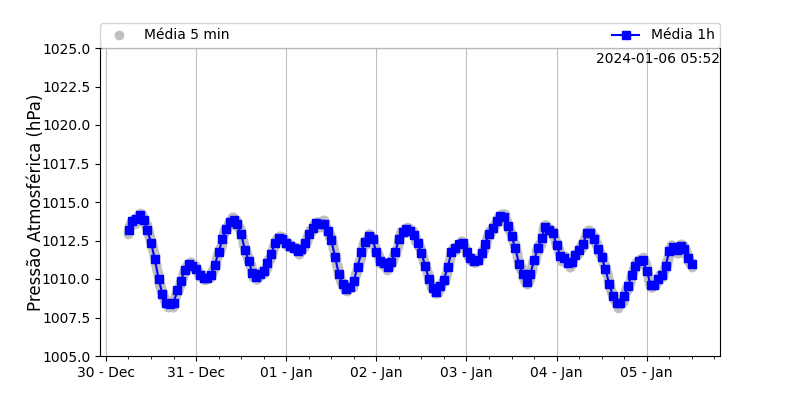 Média 5 min
Média 1h
2024-01-06 05:52
Pressão Atmosférica (hPa)
1025.0
1022.5
1020.0
1017.5
1015.0
1012.5
1010.0
1007.5
1005.0
30 - Dec
31 - Dec
01 - Jan
02 - Jan
03 - Jan
04 - Jan
05 - Jan